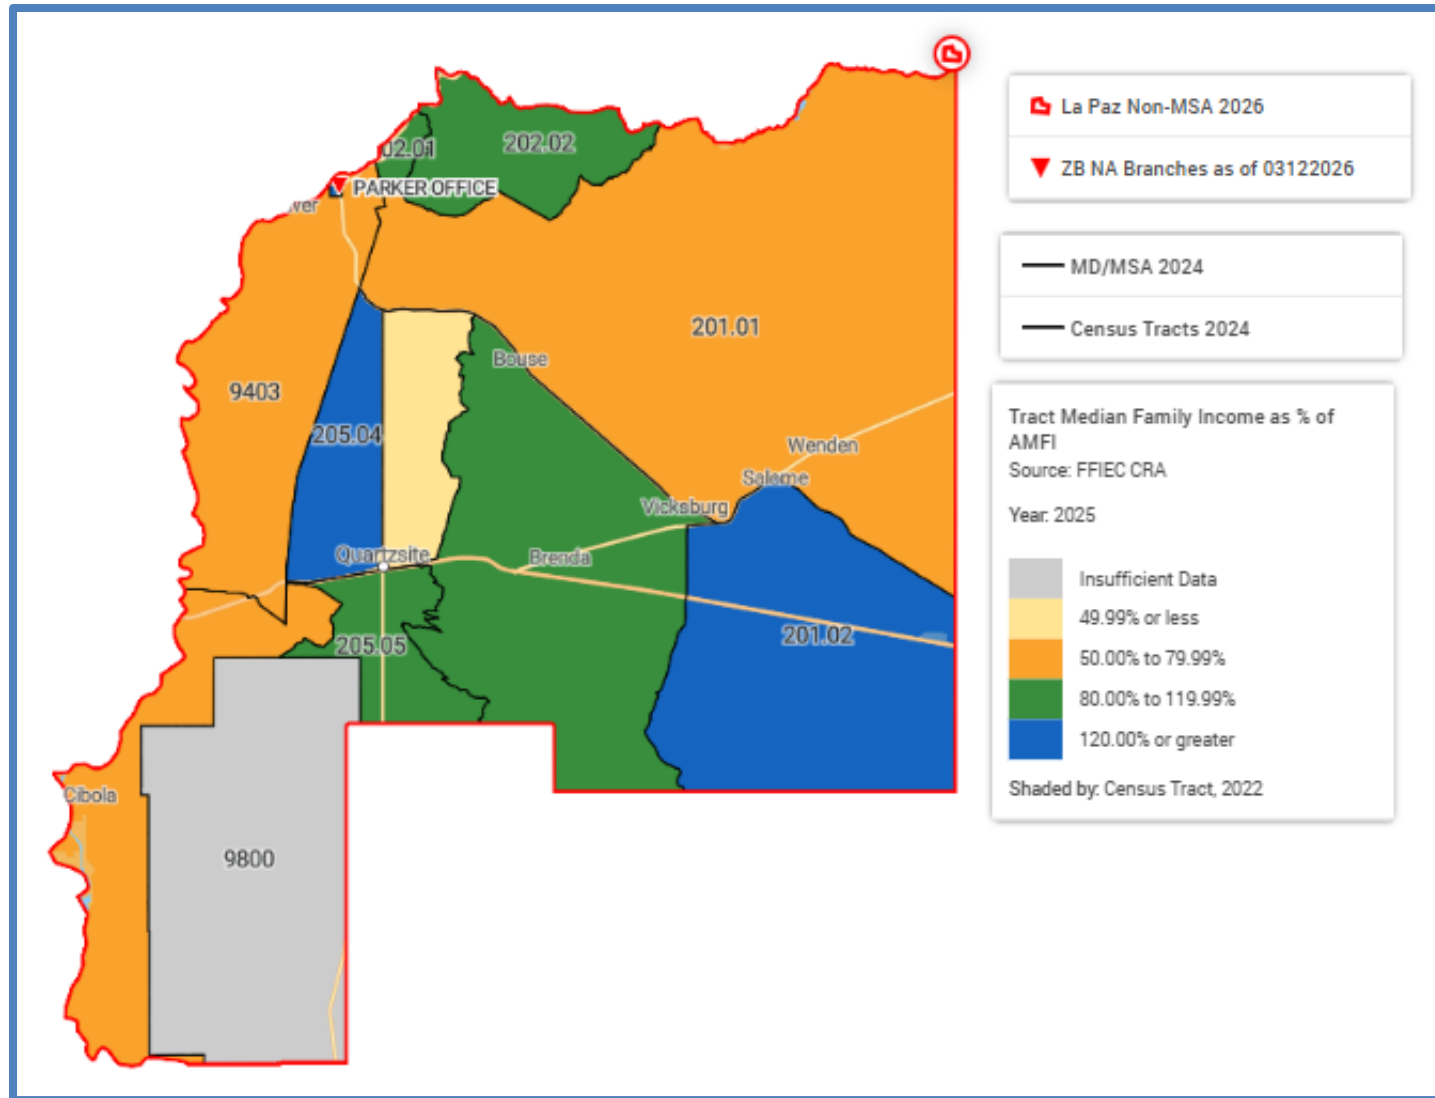 La Paz Non-MSA 2026
ZB NA Branches as of 03122026
MD/MSA 2024
Census Tracts 2024
Tract Median Family Income as % of
AMFI
Source: FFIEC CRA
Year: 2025
Insufficient Data
49.99% or less
50.00% to 79.99%
80.00% to 119.99%
120.00% or greater
Shaded by: Census Tract, 2022
02.01
202.02
PARKER OFFICE
ver
201.01
Bouse
9403
205.04
Wenden
Salome
Vicksburg
Quartzsite
Brenda
201.02
205.05
Cibola
9800